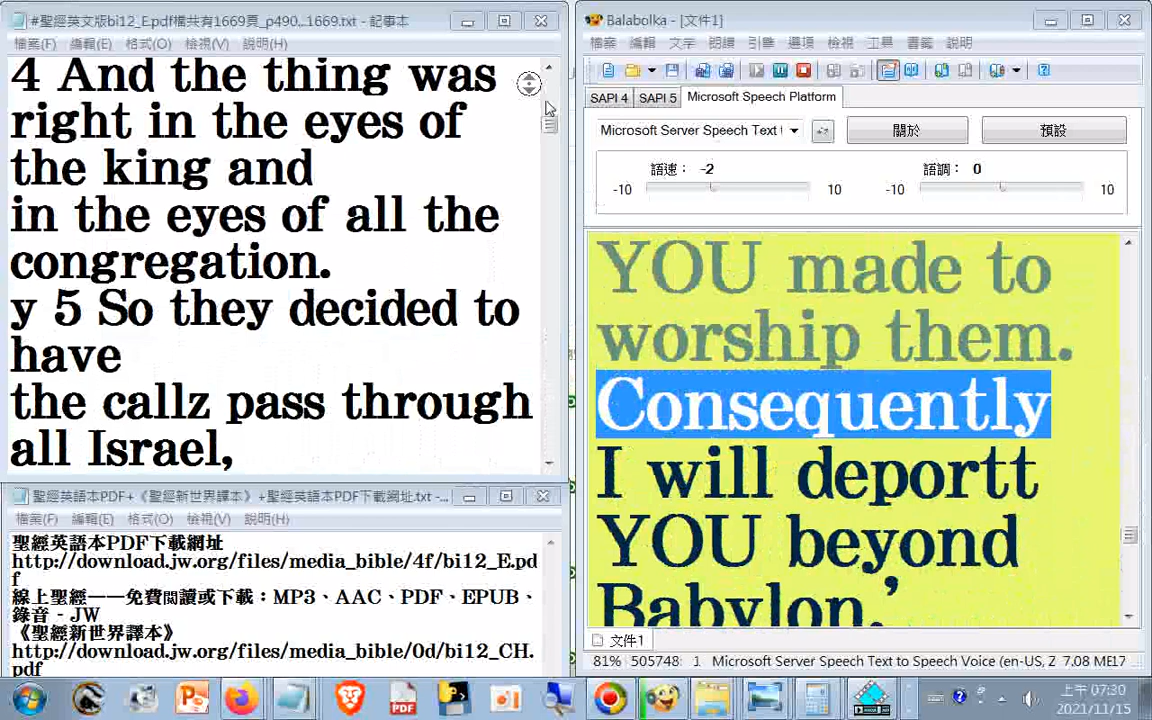 #聖經英文版bi12_E.pdf檔共有1669頁_p490,..1669.txt - 記事本
檔案(F) 編輯(E) 格式(O) 檢視(V) 說明(H)
4 And the thing was
right in the eyes of
the king and
in the eyes of all the
congregation.
y 5 So they decided to
have
the callz pass through
all Israel,
聖經英語本PDF+《聖經新世界譯本》+聖經英語本PDF下載網址.txt -...
檔案(F) 編輯(E) 格式(O) 檢視(V) 說明(H)
聖經英語本PDF下載網址
http://download.jw.org/files/media_bible/4f/bi12_E.pd
f
線上聖經——免費閱讀或下載：MP3、AAC、PDF、EPUB、
錄音 - JW
《聖經新世界譯本》
http://download.jw.org/files/media_bible/0d/bi12_CH.
pdf
Balabolka - [文件1]
檔案 編輯 文字 朗讀 引擎 選項 檢視 工具 書籤 說明
SAPI 4 SAPI 5 Microsoft Speech Platform
Microsoft Server Speech Text t 關於 預設
語速： -2 語調： 0
-10 10 -10 10
YOU made to
worship them.
Consequently
I will deportt
YOU beyond
Babylon.’
文件1
81% 505748: 1 Microsoft Server Speech Text to Speech Voice (en-US, Z 7.08 ME17
上午 07:30
2021/11/15